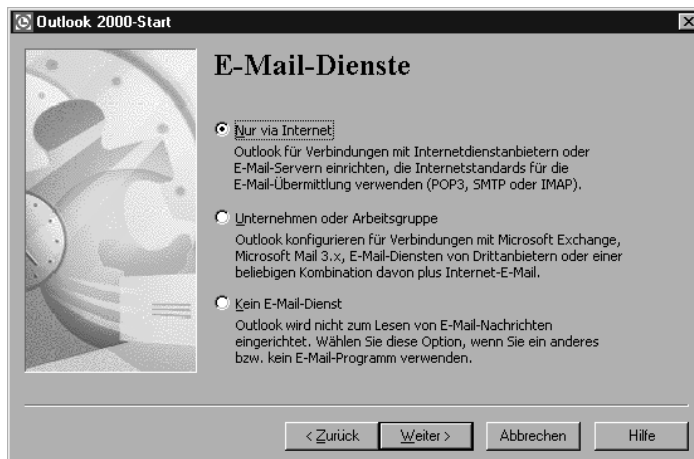 Outlook 2000-Start
E-Mail-Dienste
Nur via Internet
Outlook für Verbindungen mit Internetdienstanbietern oder
E-Mail-Servern einrichten, die Internetstandards für die
E-Mail-Übermittlung verwenden (POP3, SMTP oder IMAP).
Unternehmen oder Arbeitsgruppe
Outlook konfigurieren für Verbindungen mit Microsoft Exchange,
Microsoft Mail 3.x, E-Mail-Diensten von Drittanbietern oder einer
beliebigen Kombination davon plus Internet-E-Mail.
Kein E-Mail-Dienst
Outlook wird nicht zum Lesen von E-Mail-Nachrichten
eingerichtet. Wählen Sie diese Option, wenn Sie ein anderes
bzw. kein E-Mail-Programm verwenden.
< Zurück Weiter > Abbrechen Hilfe